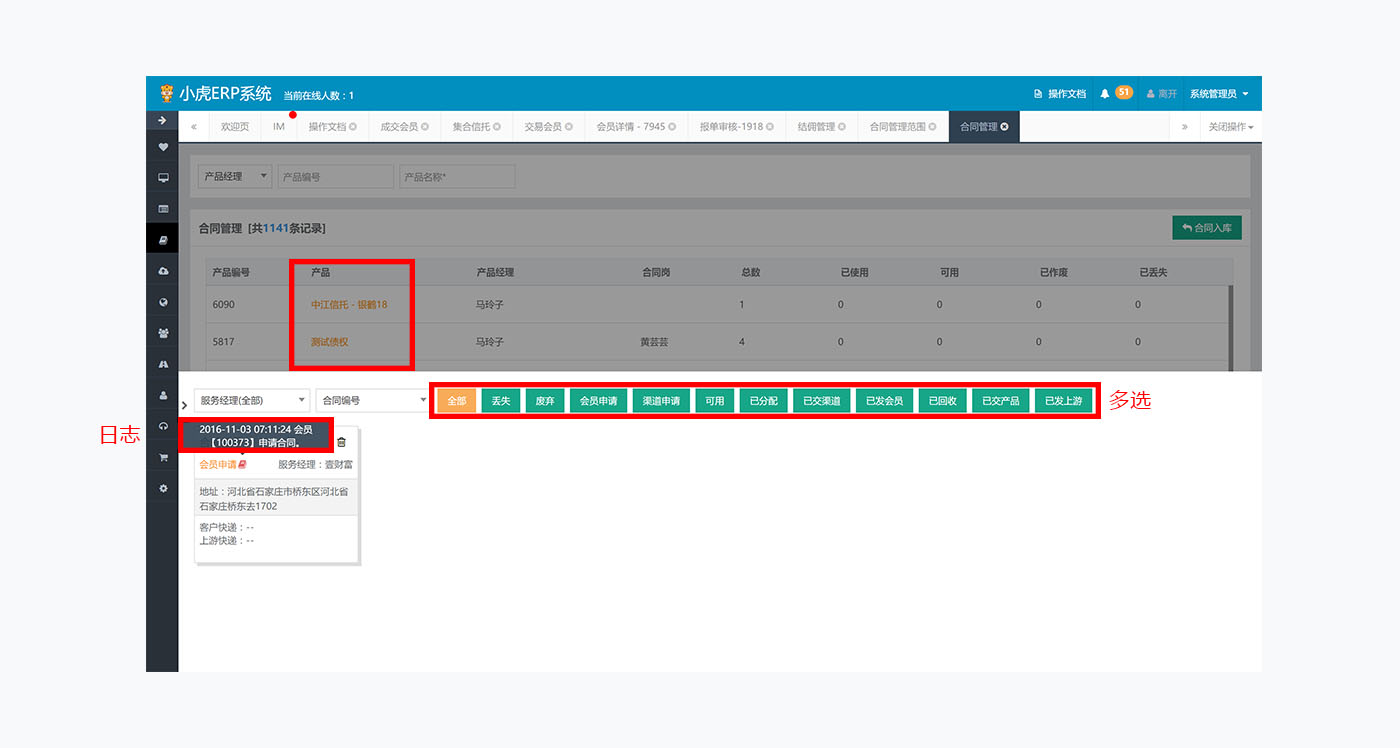 小虎ERP系统 当前在线人数：1 操作文档 51 离开 系统管理员
« 欢迎页 IM 操作文档 成交会员 集合信托 交易会员 会员详情 - 7945 报单审核-1918 结佣管理 合同管理范围 合同管理 » 关闭操作
产品经理 产品编号 产品名称*
合同管理 [共1141条记录] 合同入库
产品编号 产品 产品经理 合同岗 总数 已使用 可用 已作废 已丢失
6090 中江信托 - 银鹤18 马玲子 1 0 0 0 0
5817 测试债权 马玲子 黄芸芸 4 0 0 0 0
服务经理(全部) 合同编号 全部 丢失 废弃 会员申请 渠道申请 可用 已分配 已交渠道 已发会员 已回收 已交产品 已发上游 多选
日志
2016-11-03 07:11:24 会员
【100373】申请合同。
会员申请 服务经理：壹财富
地址：河北省石家庄市桥东区河北省
石家庄桥东去1702
客户快递：--
上游快递：--